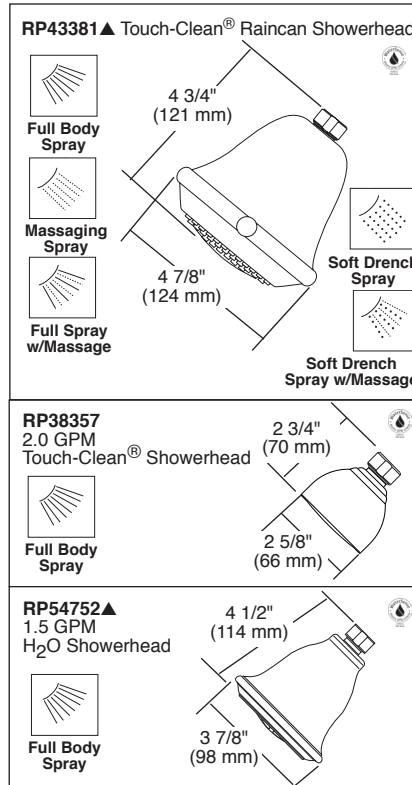 RP43381▲ Touch-Clean® Raincan Showerhead
4 3/4"
(121 mm)
Full Body
Spray
Massaging
Spray
4 7/8"
(124 mm)
Full Spray
w/Massage
Soft Drench
Spray
Soft Drench
Spray w/Massage
RP38357
2.0 GPM
Touch-Clean® Showerhead
2 3/4"
(70 mm)
Full Body
Spray
2 5/8"
(66 mm)
RP54752▲
1.5 GPM
H2O Showerhead
4 1/2"
(114 mm)
Full Body
Spray
3 7/8"
(98 mm)